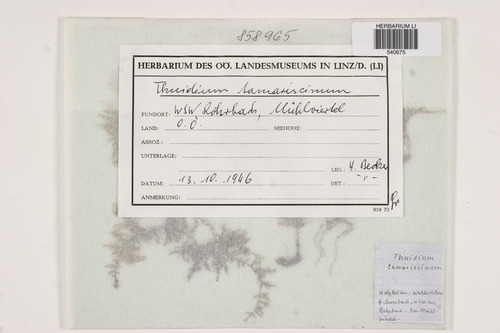 858965
HERBARIUM LI
540675
HERBARIUM DES OÖ. LANDESMUSEUMS IN LINZ/D. (LI)
Thuidium tamariscinum
FUNDORT: WSW Rohrbach, Mühlviertel
LAND: O.Ö. SEEHÖHE:
ASSOZ.:
UNTERLAGE:
LEG.: H. Becker
DATUM: 13. 10. 1946 DET.: - " -
ANMERKUNG:
Thuidium
tamariscinum